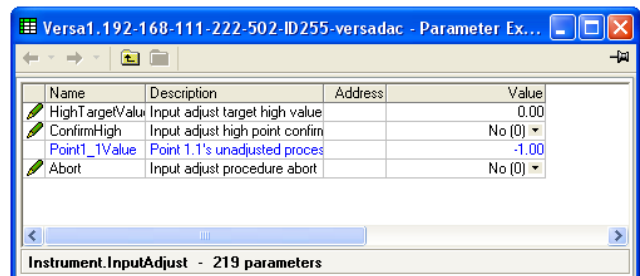 Versa1.192-168-111-222-502-ID255-versadac - Parameter Ex...
Name Description Address Value
HighTargetValu Input adjust target high value 0.00
ConfirmHigh Input adjust high point confirn No (0)
Point1_1Value Point 1.1's unadjusted proces -1.00
Abort Input adjust procedure abort No (0)
Instrument.InputAdjust - 219 parameters